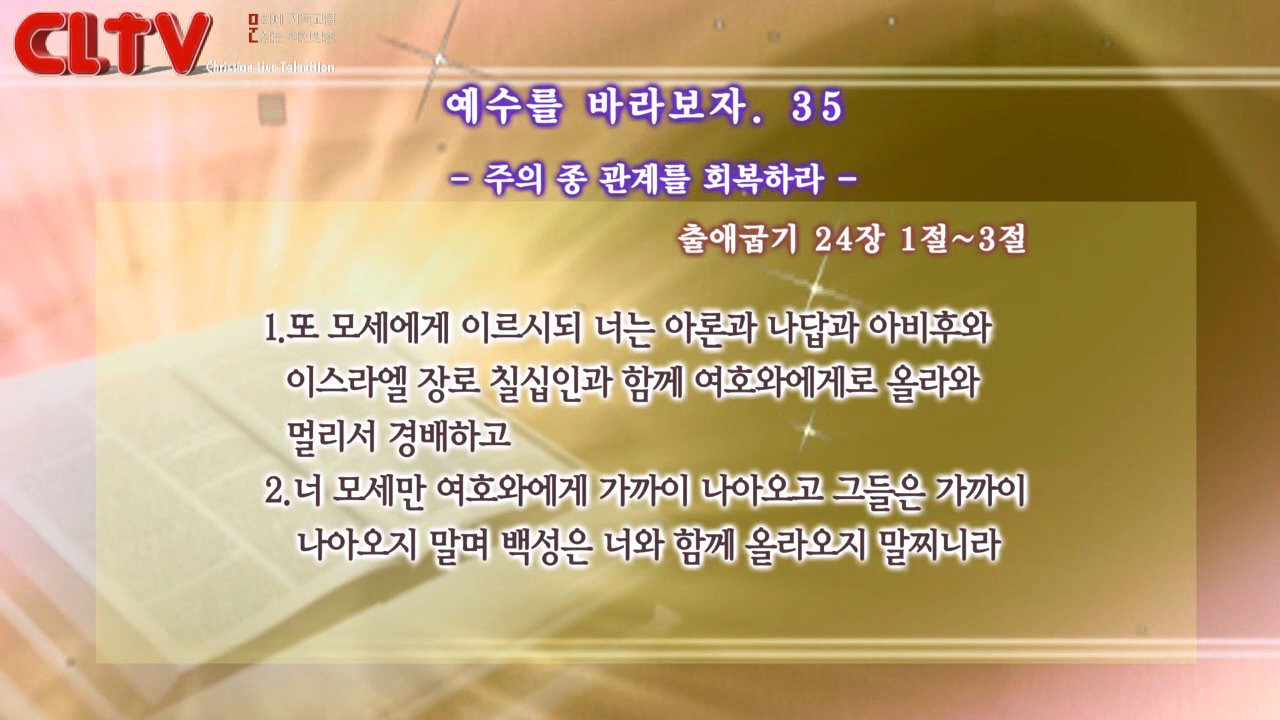 CLTV
Christian Live Television
예수를 바라보자. 35
- 주의 종 관계를 회복하라 -
출애굽기 24장 1절~3절
1.또 모세에게 이르시되 너는 아론과 나답과 아비후와
이스라엘 장로 칠십인과 함께 여호와에게로 올라와
멀리서 경배하고
2.너 모세만 여호와에게 가까이 나아오고 그들은 가까이
나아오지 말며 백성은 너와 함께 올라오지 말찌니라